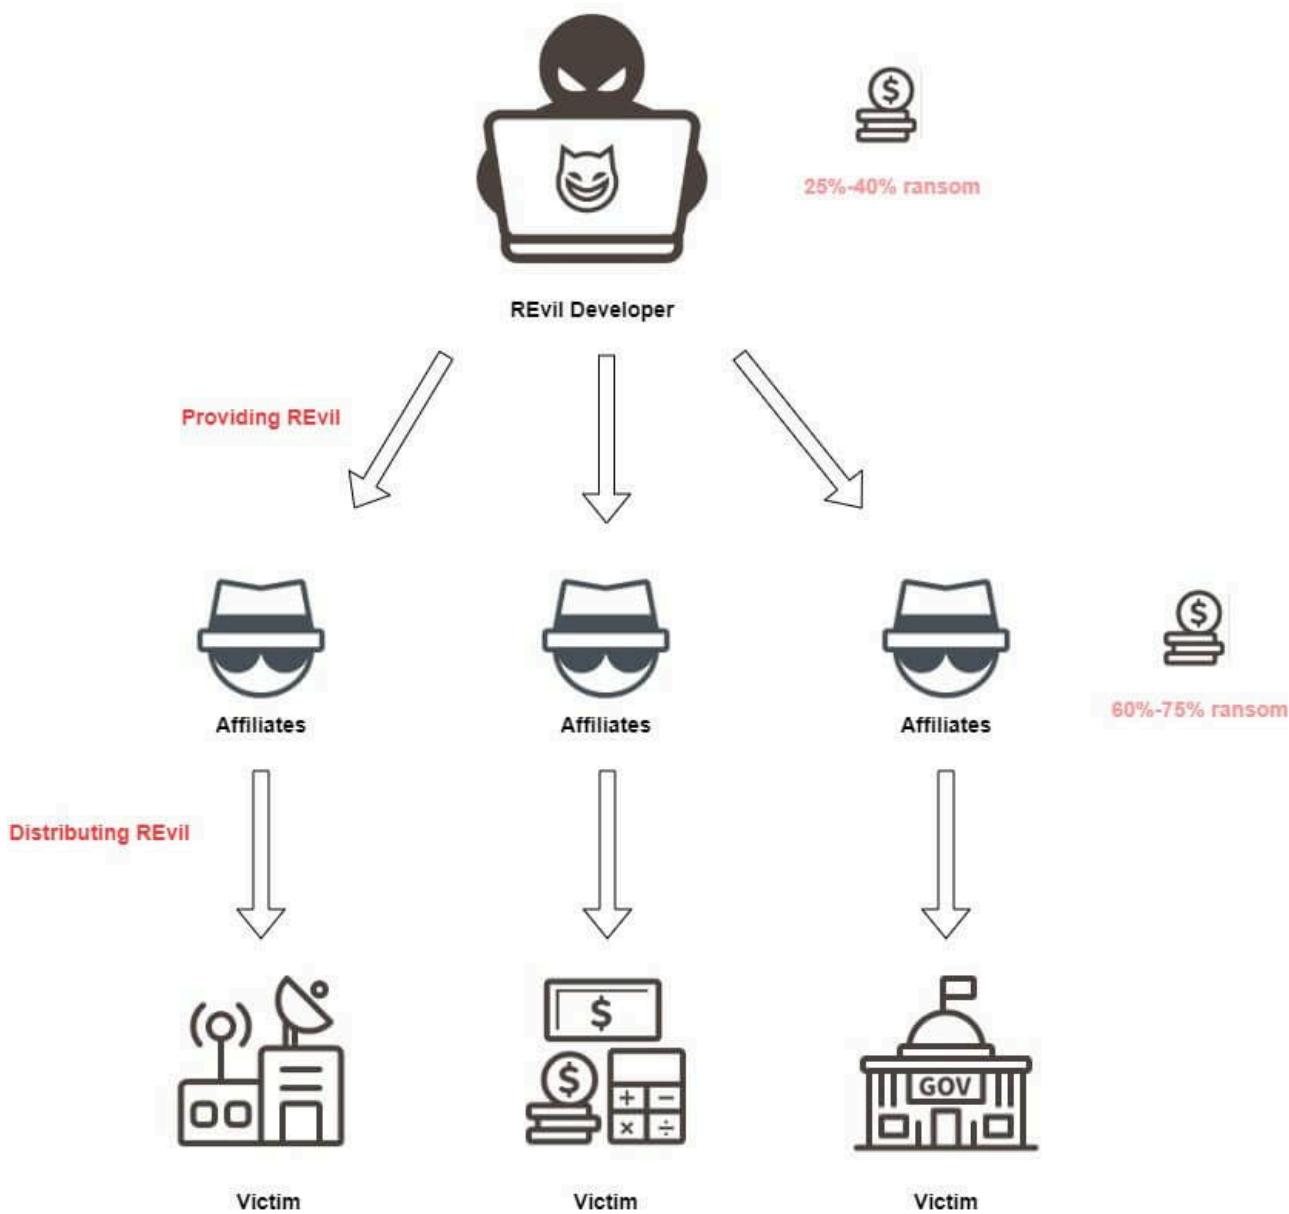 $
25%-40% ransom
REvil Developer
Providing REvil
$
Affiliates
Affiliates
Affiliates
60%-75% ransom
Distributing REvil
$
$
+ −
× ÷
GOV
Victim
Victim
Victim